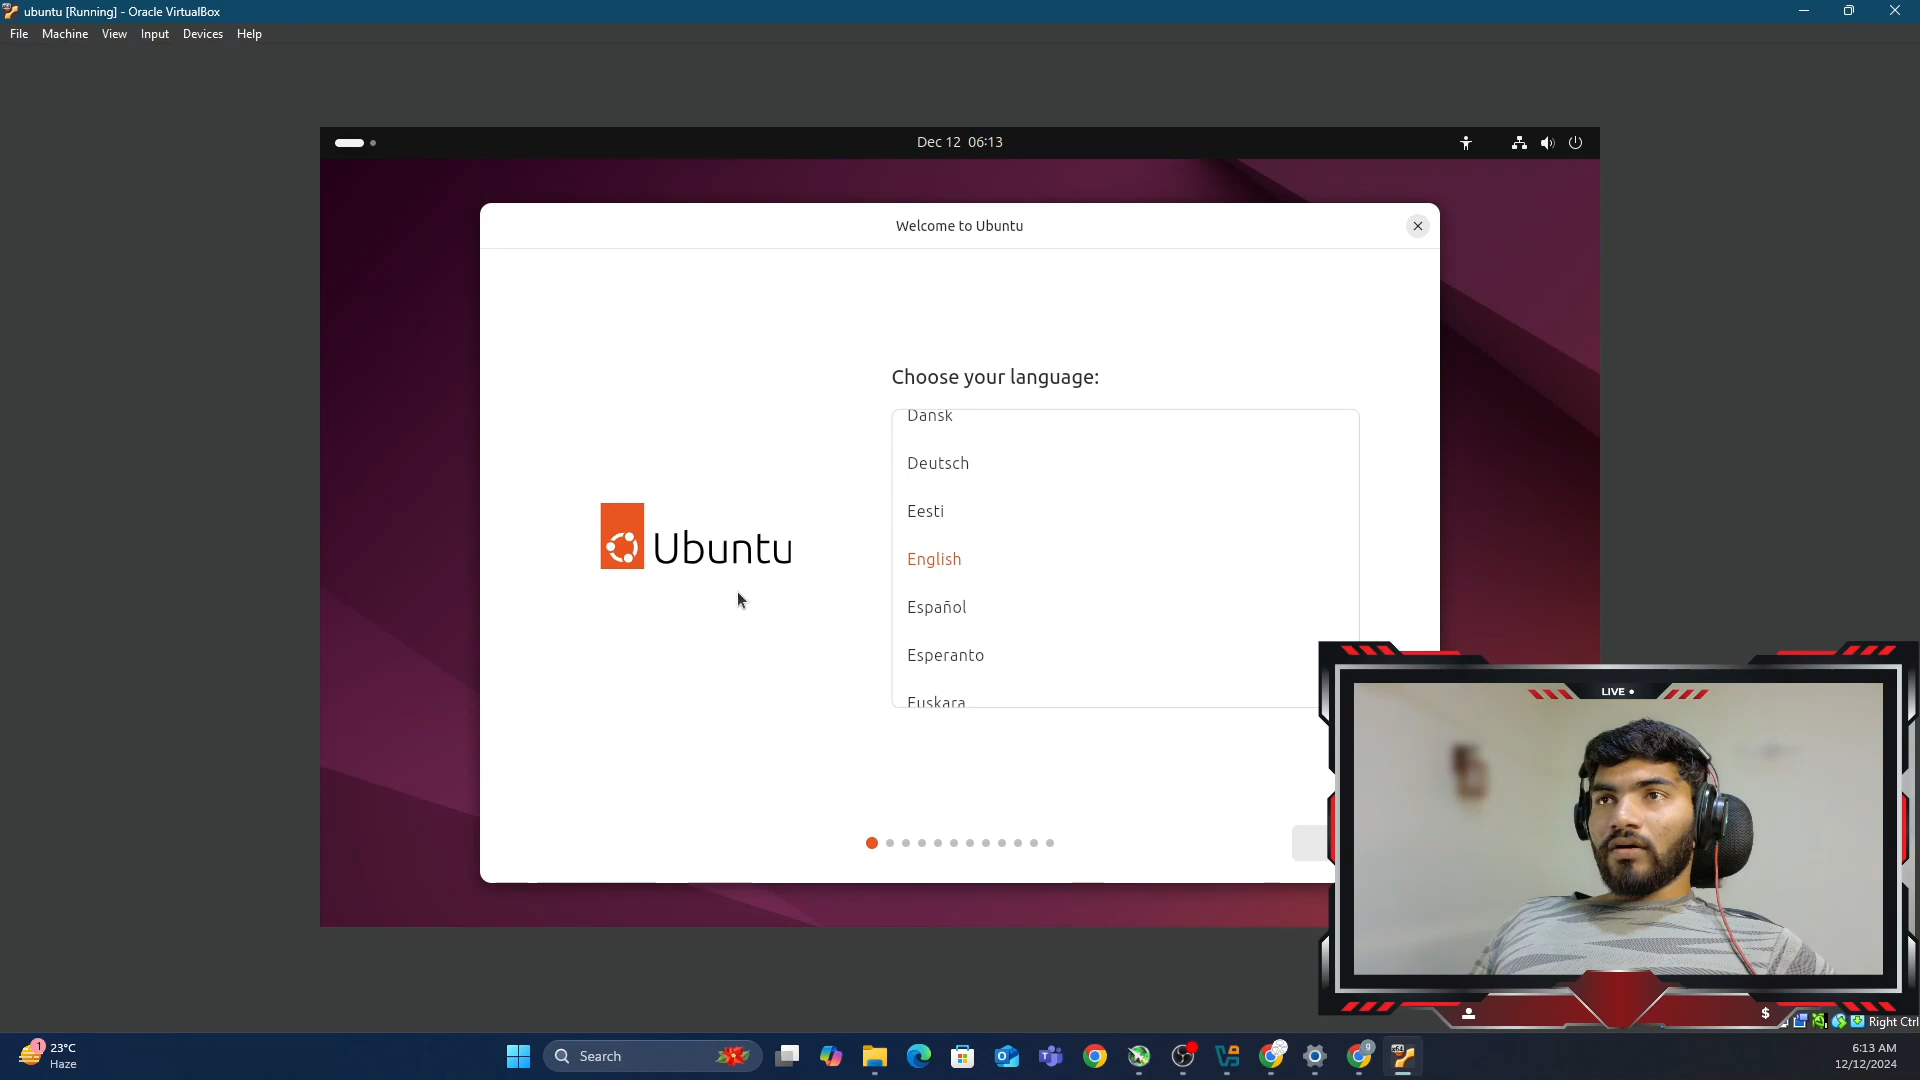 ubuntu [Running] - Oracle VirtualBox
File Machine View Input Devices Help
Dec 12 06:13
Welcome to Ubuntu
Choose your language:
Dansk
Deutsch
Eesti
English
Español
Esperanto
Euskara
Ubuntu
LIVE
$
Right Ctrl
1
23°C
Haze
Search
6:13 AM
12/12/2024